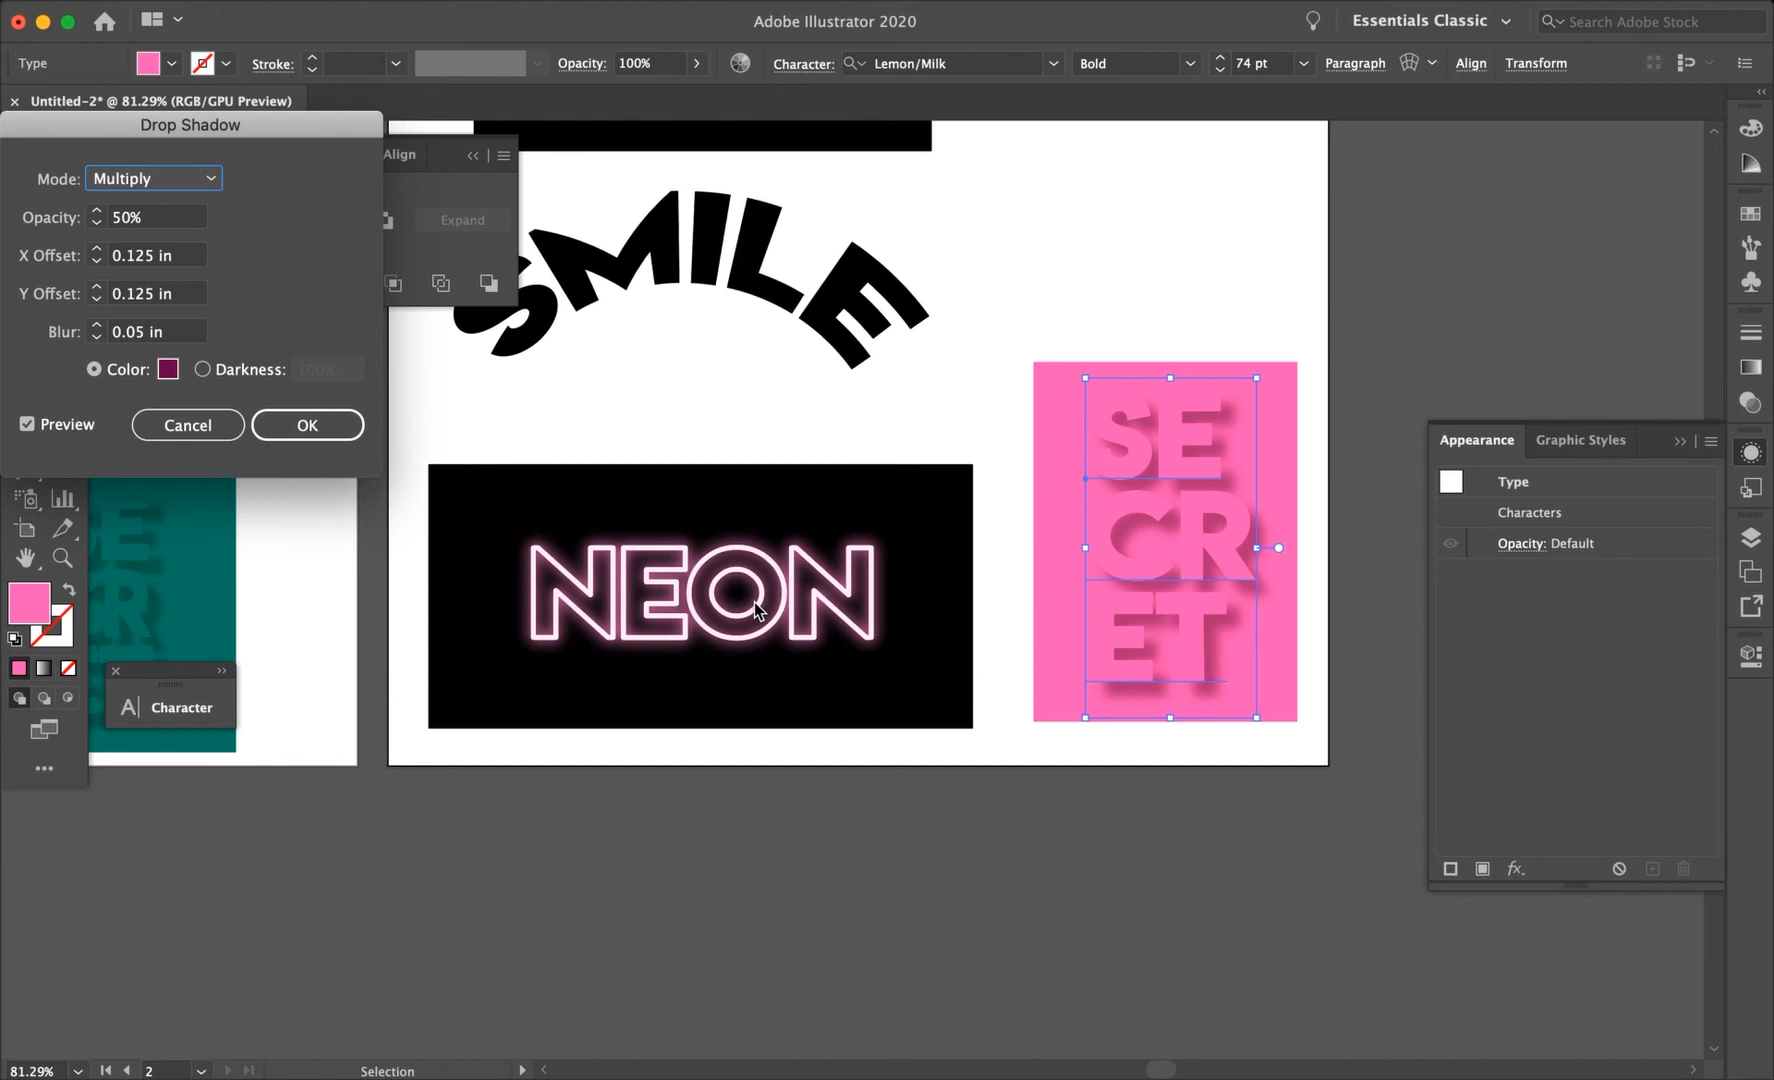 Adobe Illustrator 2020
Essentials Classic
Search Adobe Stock
Type
Stroke:
Opacity: 100%
Character: Lemon/Milk
Bold
74 pt
Paragraph
Align
Transform
Untitled-2* @ 81.29% (RGB/GPU Preview)
Drop Shadow
Mode: Multiply
Opacity: 50%
X Offset: 0.125 in
Y Offset: 0.125 in
Blur: 0.05 in
Color:
Darkness: 100%
Preview
Cancel
OK
Align
Expand
SMILE
NEON
SE
CR
ET
Appearance
Graphic Styles
Type
Characters
Opacity: Default
fx.
A| Character
81.29%
2
Selection